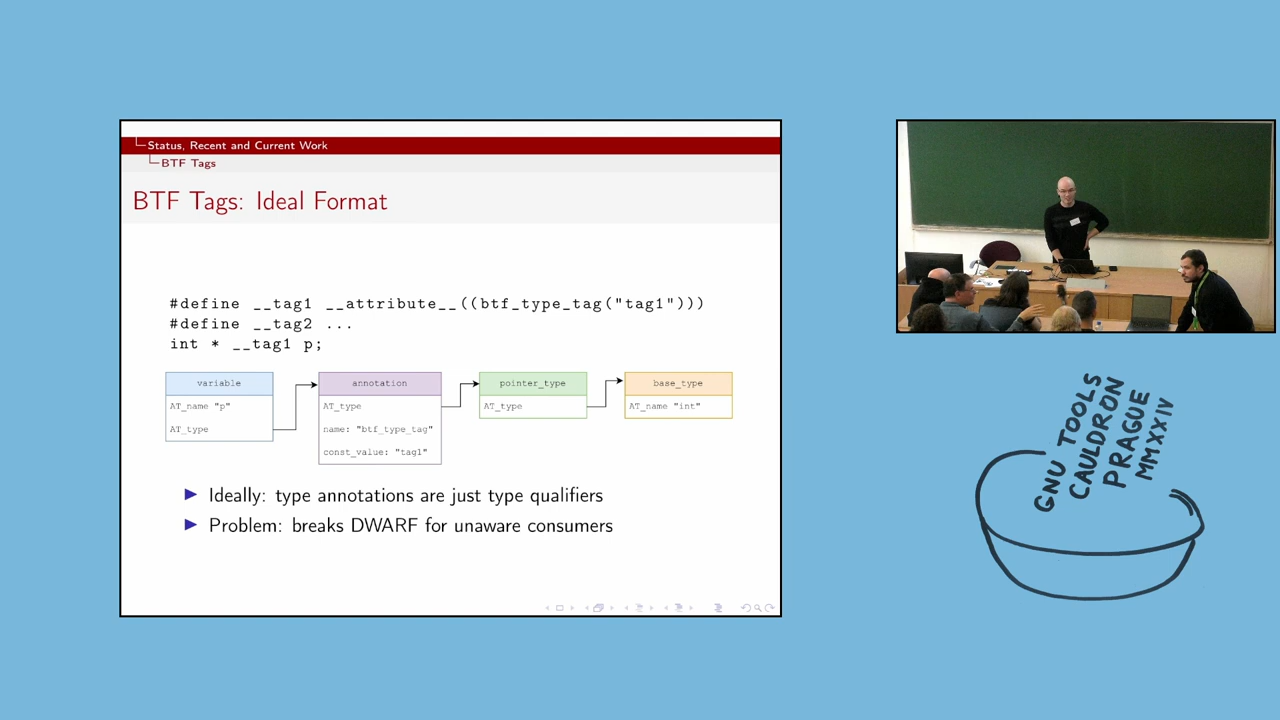 Status, Recent and Current Work
BTF Tags
BTF Tags: Ideal Format
#define __tag1 __attribute__((btf_type_tag("tag1")))
#define __tag2 ...
int * __tag1 p;
variable
AT_name "p"
AT_type
annotation
AT_type
name: "btf_type_tag"
const_value: "tag1"
pointer_type
AT_type
base_type
AT_name "int"
Ideally: type annotations are just type qualifiers
Problem: breaks DWARF for unaware consumers
GNU TOOLS
CAULDRON
PRAGUE
MMXXIV